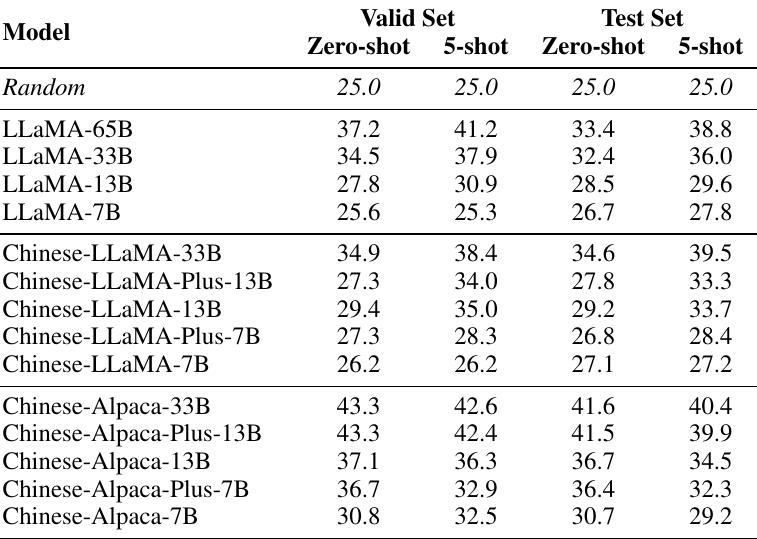 Model Valid Set Test Set
Zero-shot 5-shot Zero-shot 5-shot
Random 25.0 25.0 25.0 25.0
LLaMA-65B 37.2 41.2 33.4 38.8
LLaMA-33B 34.5 37.9 32.4 36.0
LLaMA-13B 27.8 30.9 28.5 29.6
LLaMA-7B 25.6 25.3 26.7 27.8
Chinese-LLaMA-33B 34.9 38.4 34.6 39.5
Chinese-LLaMA-Plus-13B 27.3 34.0 27.8 33.3
Chinese-LLaMA-13B 29.4 35.0 29.2 33.7
Chinese-LLaMA-Plus-7B 27.3 28.3 26.8 28.4
Chinese-LLaMA-7B 26.2 26.2 27.1 27.2
Chinese-Alpaca-33B 43.3 42.6 41.6 40.4
Chinese-Alpaca-Plus-13B 43.3 42.4 41.5 39.9
Chinese-Alpaca-13B 37.1 36.3 36.7 34.5
Chinese-Alpaca-Plus-7B 36.7 32.9 36.4 32.3
Chinese-Alpaca-7B 30.8 32.5 30.7 29.2